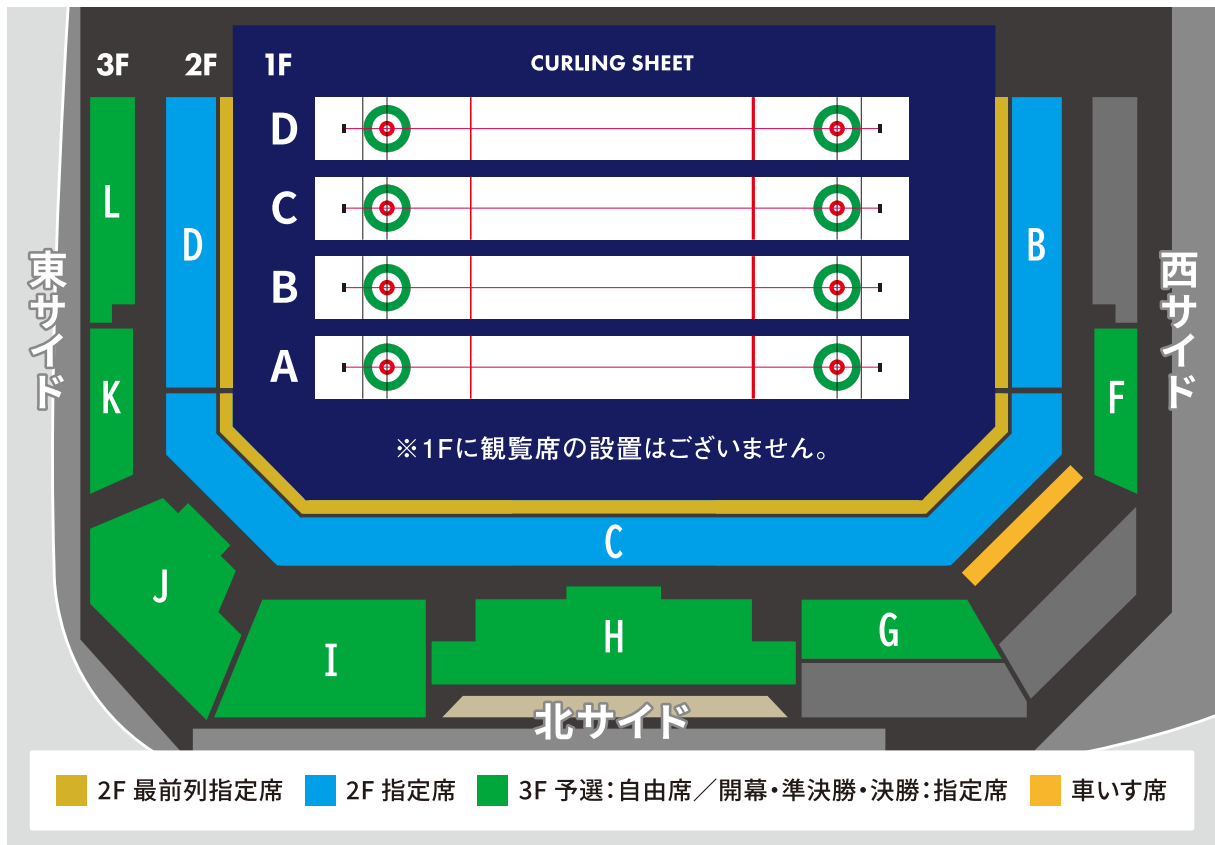 3F
2F
1F
CURLING SHEET
D
C
B
A
L
D
B
K
F
東サイド
西サイド
※1Fに観覧席の設置はございません。
C
J
I
H
G
北サイド
2F 最前列指定席
2F 指定席
3F 予選:自由席／開幕・準決勝・決勝:指定席
車いす席